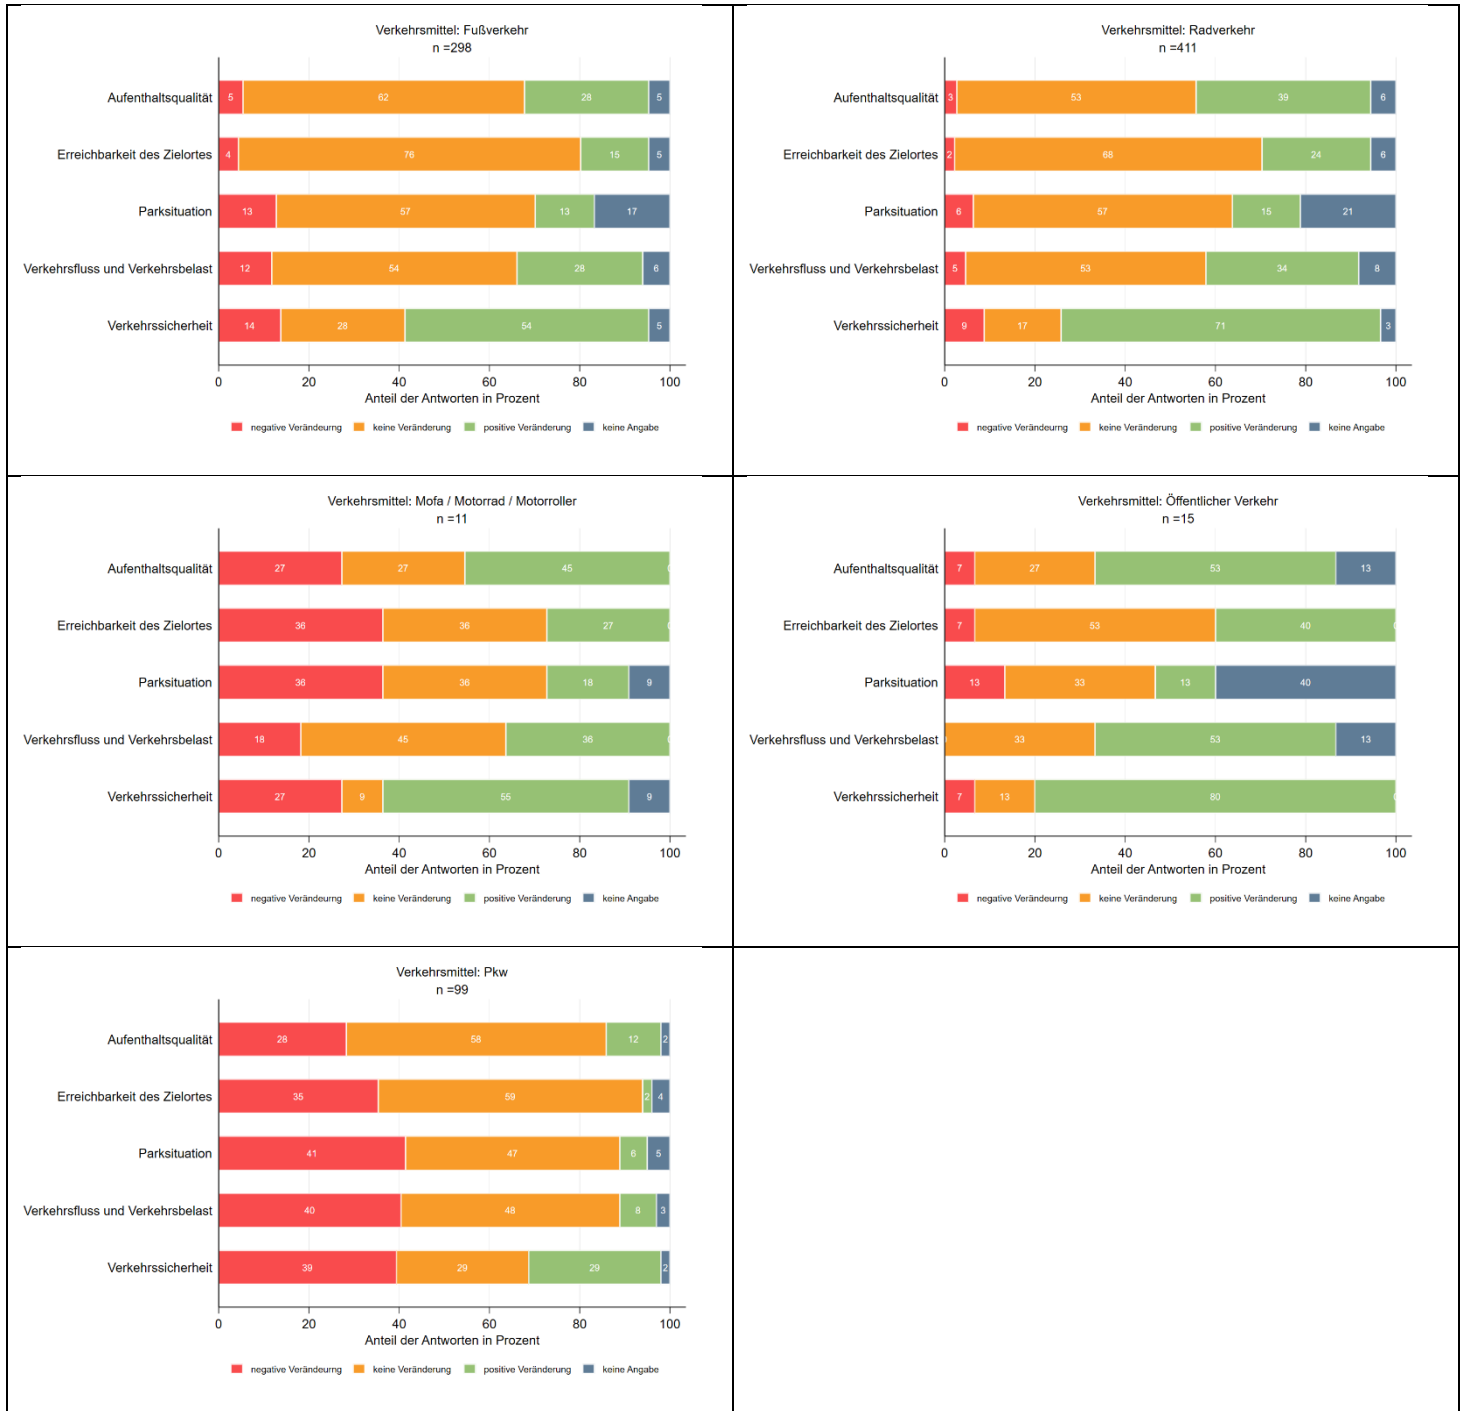 Verkehrsmittel: Fußverkehr
n =298
Aufenthaltsqualität 5 62 28 5
Erreichbarkeit des Zielortes 4 76 15 5
Parksituation 13 57 13 17
Verkehrsfluss und Verkehrsbelast 12 54 28 6
Verkehrssicherheit 14 28 54 5
0 20 40 60 80 100
Anteil der Antworten in Prozent
negative Verändeurng keine Veränderung positive Veränderung keine Angabe
Verkehrsmittel: Radverkehr
n =411
Aufenthaltsqualität 3 53 39 6
Erreichbarkeit des Zielortes 2 68 24 6
Parksituation 6 57 15 21
Verkehrsfluss und Verkehrsbelast 5 53 34 8
Verkehrssicherheit 9 17 71 3
0 20 40 60 80 100
Anteil der Antworten in Prozent
negative Verändeurng keine Veränderung positive Veränderung keine Angabe
Verkehrsmittel: Mofa / Motorrad / Motorroller
n =11
Aufenthaltsqualität 27 27 45 0
Erreichbarkeit des Zielortes 36 36 27 0
Parksituation 36 36 18 9
Verkehrsfluss und Verkehrsbelast 18 45 36 0
Verkehrssicherheit 27 9 55 9
0 20 40 60 80 100
Anteil der Antworten in Prozent
negative Verändeurng keine Veränderung positive Veränderung keine Angabe
Verkehrsmittel: Öffentlicher Verkehr
n =15
Aufenthaltsqualität 7 27 53 13
Erreichbarkeit des Zielortes 7 53 40 0
Parksituation 13 33 13 40
Verkehrsfluss und Verkehrsbelast 0 33 53 13
Verkehrssicherheit 7 13 80 0
0 20 40 60 80 100
Anteil der Antworten in Prozent
negative Verändeurng keine Veränderung positive Veränderung keine Angabe
Verkehrsmittel: Pkw
n =99
Aufenthaltsqualität 28 58 12 2
Erreichbarkeit des Zielortes 35 59 2 4
Parksituation 41 47 6 5
Verkehrsfluss und Verkehrsbelast 40 48 8 3
Verkehrssicherheit 39 29 29 2
0 20 40 60 80 100
Anteil der Antworten in Prozent
negative Verändeurng keine Veränderung positive Veränderung keine Angabe